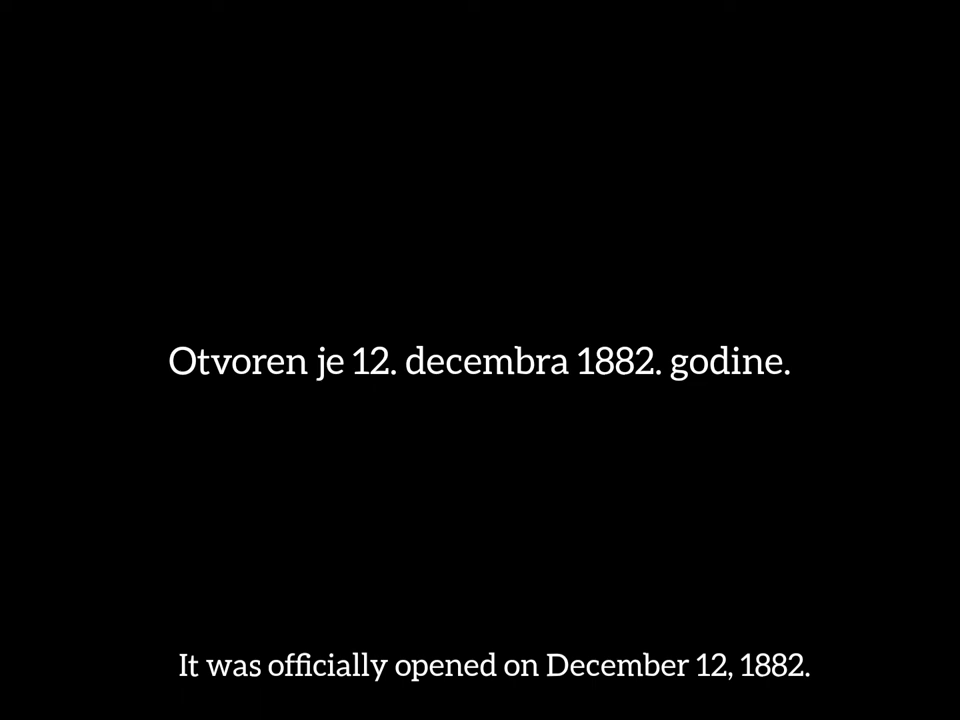 Otvoren je 12. decembra 1882. godine.
It was officially opened on December 12, 1882.